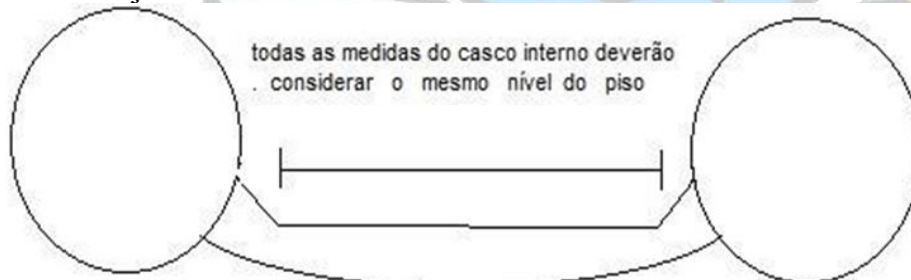 todas as medidas do casco interno deverão
. considerar o mesmo nível do piso